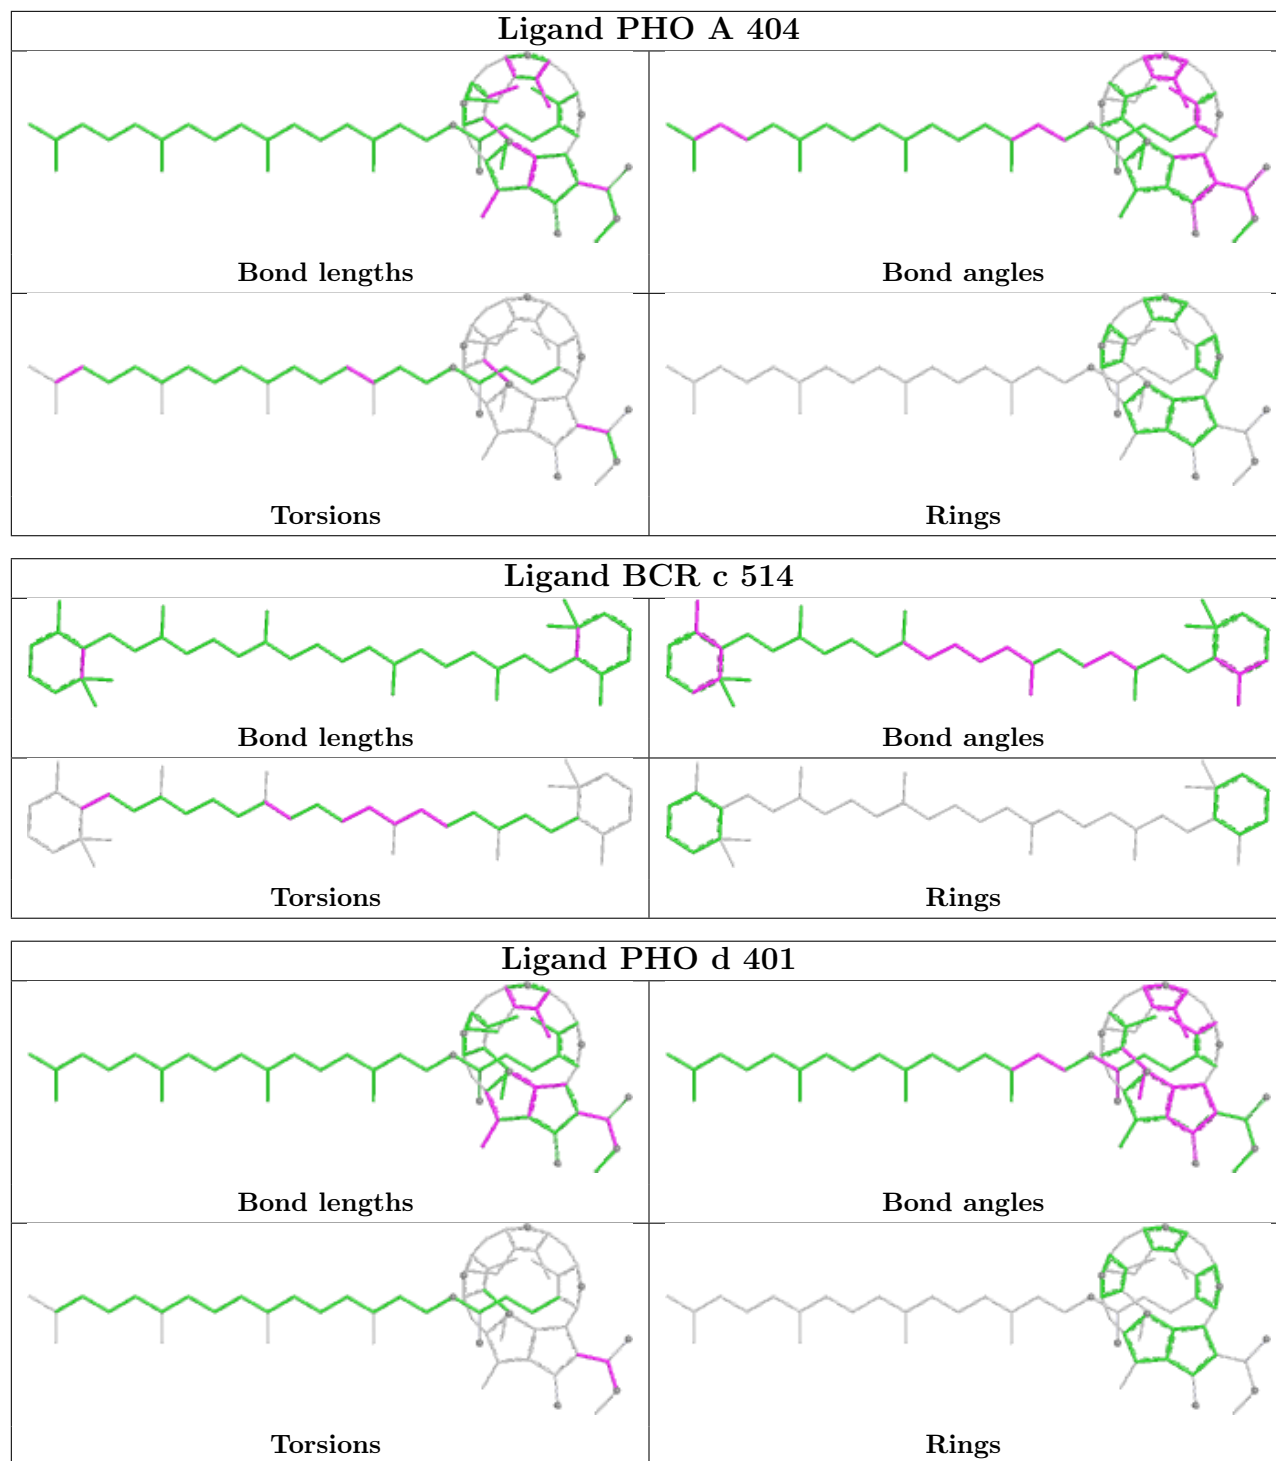 Ligand PHO A 404
Bond lengths
Bond angles
Torsions
Rings
Ligand BCR c 514
Bond lengths
Bond angles
Torsions
Rings
Ligand PHO d 401
Bond lengths
Bond angles
Torsions
Rings